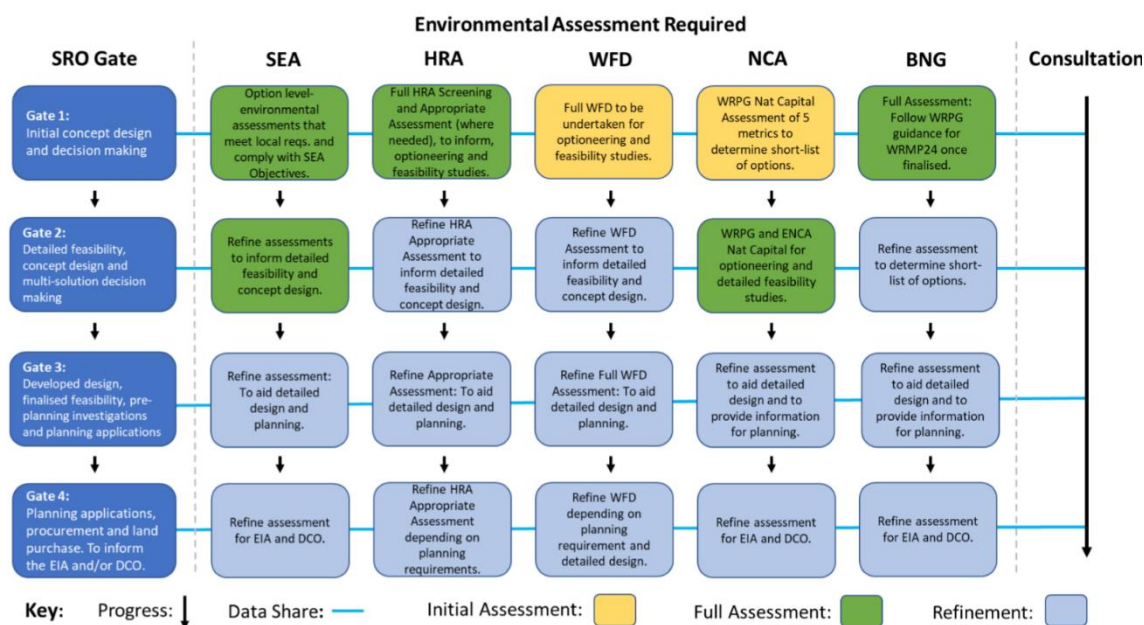 Environmental Assessment Required
SRO Gate
SEA
HRA
WFD
NCA
BNG
Consultation
Gate 1:
Initial concept design
and decision making
Option level-
environmental
assessments that
meet local reqs. and
comply with SEA
Objectives.
Full HRA Screening and
Appropriate
Assessment (where
needed), to inform,
optioneering and
feasibility studies.
Full WFD to be
undertaken for
optioneering and
feasibility studies.
WRPG Nat Capital
Assessment of 5
metrics to
determine short-list
of options.
Full Assessment:
Follow WRPG
guidance for
WRMP24 once
finalised.
Gate 2:
Detailed feasibility,
concept design and
multi-solution decision
making
Refine assessments
to inform detailed
feasibility and
concept design.
Refine HRA
Appropriate
Assessment to
inform detailed
feasibility and
concept design.
Refine WFD
Assessment to
inform detailed
feasibility and
concept design.
WRPG and ENCA
Nat Capital for
optioneering and
detailed feasibility
studies.
Refine assessment
to determine short-
list of options.
Gate 3:
Developed design,
finalised feasibility, pre-
planning investigations
and planning applications
Refine assessment:
To aid detailed
design and
planning.
Refine Appropriate
Assessment: To aid
detailed design and
planning.
Refine Full WFD
Assessment: To aid
detailed design and
planning.
Refine assessment
to aid detailed
design and to
provide information
for planning.
Refine assessment
to aid detailed
design and to
provide information
for planning.
Gate 4:
Planning applications,
procurement and land
purchase. To inform
the EIA and/or DCO.
Refine assessment
for EIA and DCO.
Refine HRA
Appropriate
Assessment
depending on
planning
requirements.
Refine WFD
depending on
planning
requirement and
detailed design.
Refine assessment
for EIA and DCO.
Refine assessment
for EIA and DCO.
Key: Progress: Data Share: Initial Assessment: Full Assessment: Refinement: